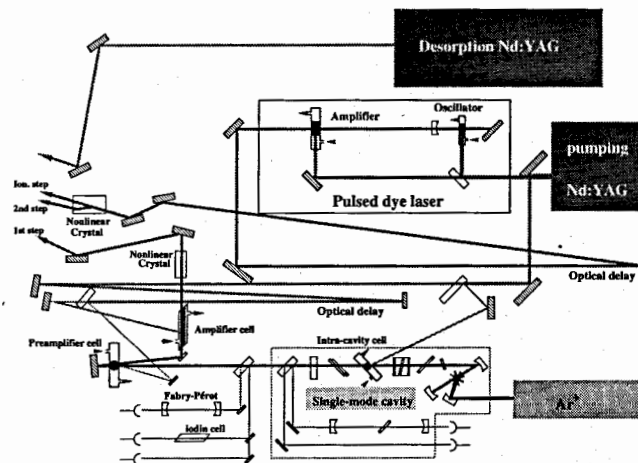 Desorption Nd:YAG
Amplifier
Oscillator
pumping
Nd:YAG
Pulsed dye laser
Ion. step
2nd step
Nonlinear
Crystal
1st step
Nonlinear
Crystal
Optical delay
Optical delay
Amplifier cell
Preamplifier cell
Intra-cavity cell
Fabry-Pérot
Single-mode cavity
Ar+
iodin cell